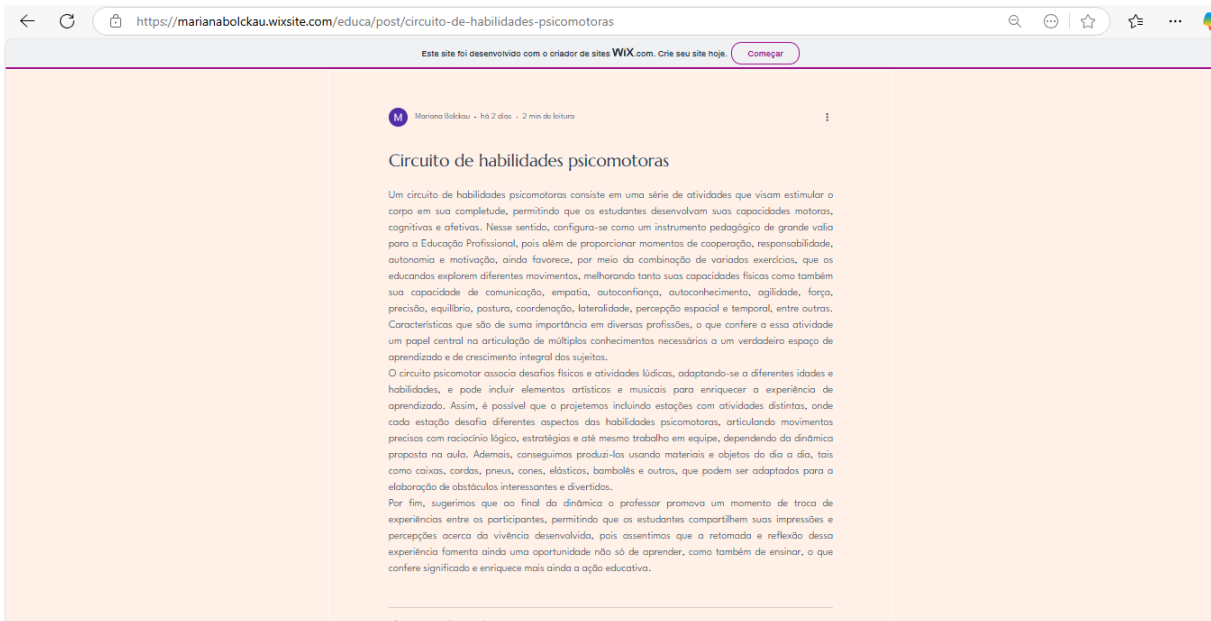 https://marianabolckau.wixsite.com/educa/post/circuito-de-habilidades-psicomotoras
Este site foi desenvolvido com o criador de sites WiX.com. Crie seu site hoje. Começar
M Mariana Bolckau • há 2 dias • 2 min de leitura
Circuito de habilidades psicomotoras
Um circuito de habilidades psicomotoras consiste em uma série de atividades que visam estimular o
corpo em sua completude, permitindo que os estudantes desenvolvam suas capacidades motoras,
cognitivas e afetivas. Nesse sentido, configura-se como um instrumento pedagógico de grande valia
para a Educação Profissional, pois além de proporcionar momentos de cooperação, responsabilidade,
autonomia e motivação, ainda favorece, por meio da combinação de variados exercícios, que os
educandos explorem diferentes movimentos, melhorando tanto suas capacidades físicas como também
sua capacidade de comunicação, empatia, autoconfiança, autoconhecimento, agilidade, força,
precisão, equilíbrio, postura, coordenação, lateralidade, percepção espacial e temporal, entre outras.
Características que são de suma importância em diversas profissões, o que confere a essa atividade
um papel central na articulação de múltiplos conhecimentos necessários a um verdadeiro espaço de
aprendizado e de crescimento integral dos sujeitos.
O circuito psicomotor associa desafios físicos e atividades lúdicas, adaptando-se a diferentes idades e
habilidades, e pode incluir elementos artísticos e musicais para enriquecer a experiência de
aprendizado. Assim, é possível que o projetemos incluindo estações com atividades distintas, onde
cada estação desafia diferentes aspectos das habilidades psicomotoras, articulando movimentos
precisos com raciocínio lógico, estratégias e até mesmo trabalho em equipe, dependendo da dinâmica
proposta na aula. Ademais, conseguimos produzi-los usando materiais e objetos do dia a dia, tais
como caixas, cordas, pneus, cones, elásticos, bambolês e outros, que podem ser adaptados para a
elaboração de obstáculos interessantes e divertidos.
Por fim, sugerimos que ao final da dinâmica o professor promova um momento de troca de
experiências entre os participantes, permitindo que os estudantes compartilhem suas impressões e
percepções acerca da vivência desenvolvida, pois assentimos que a retomada e reflexão dessa
experiência fomenta ainda uma oportunidade não só de aprender, como também de ensinar, o que
confere significado e enriquece mais ainda a ação educativa.